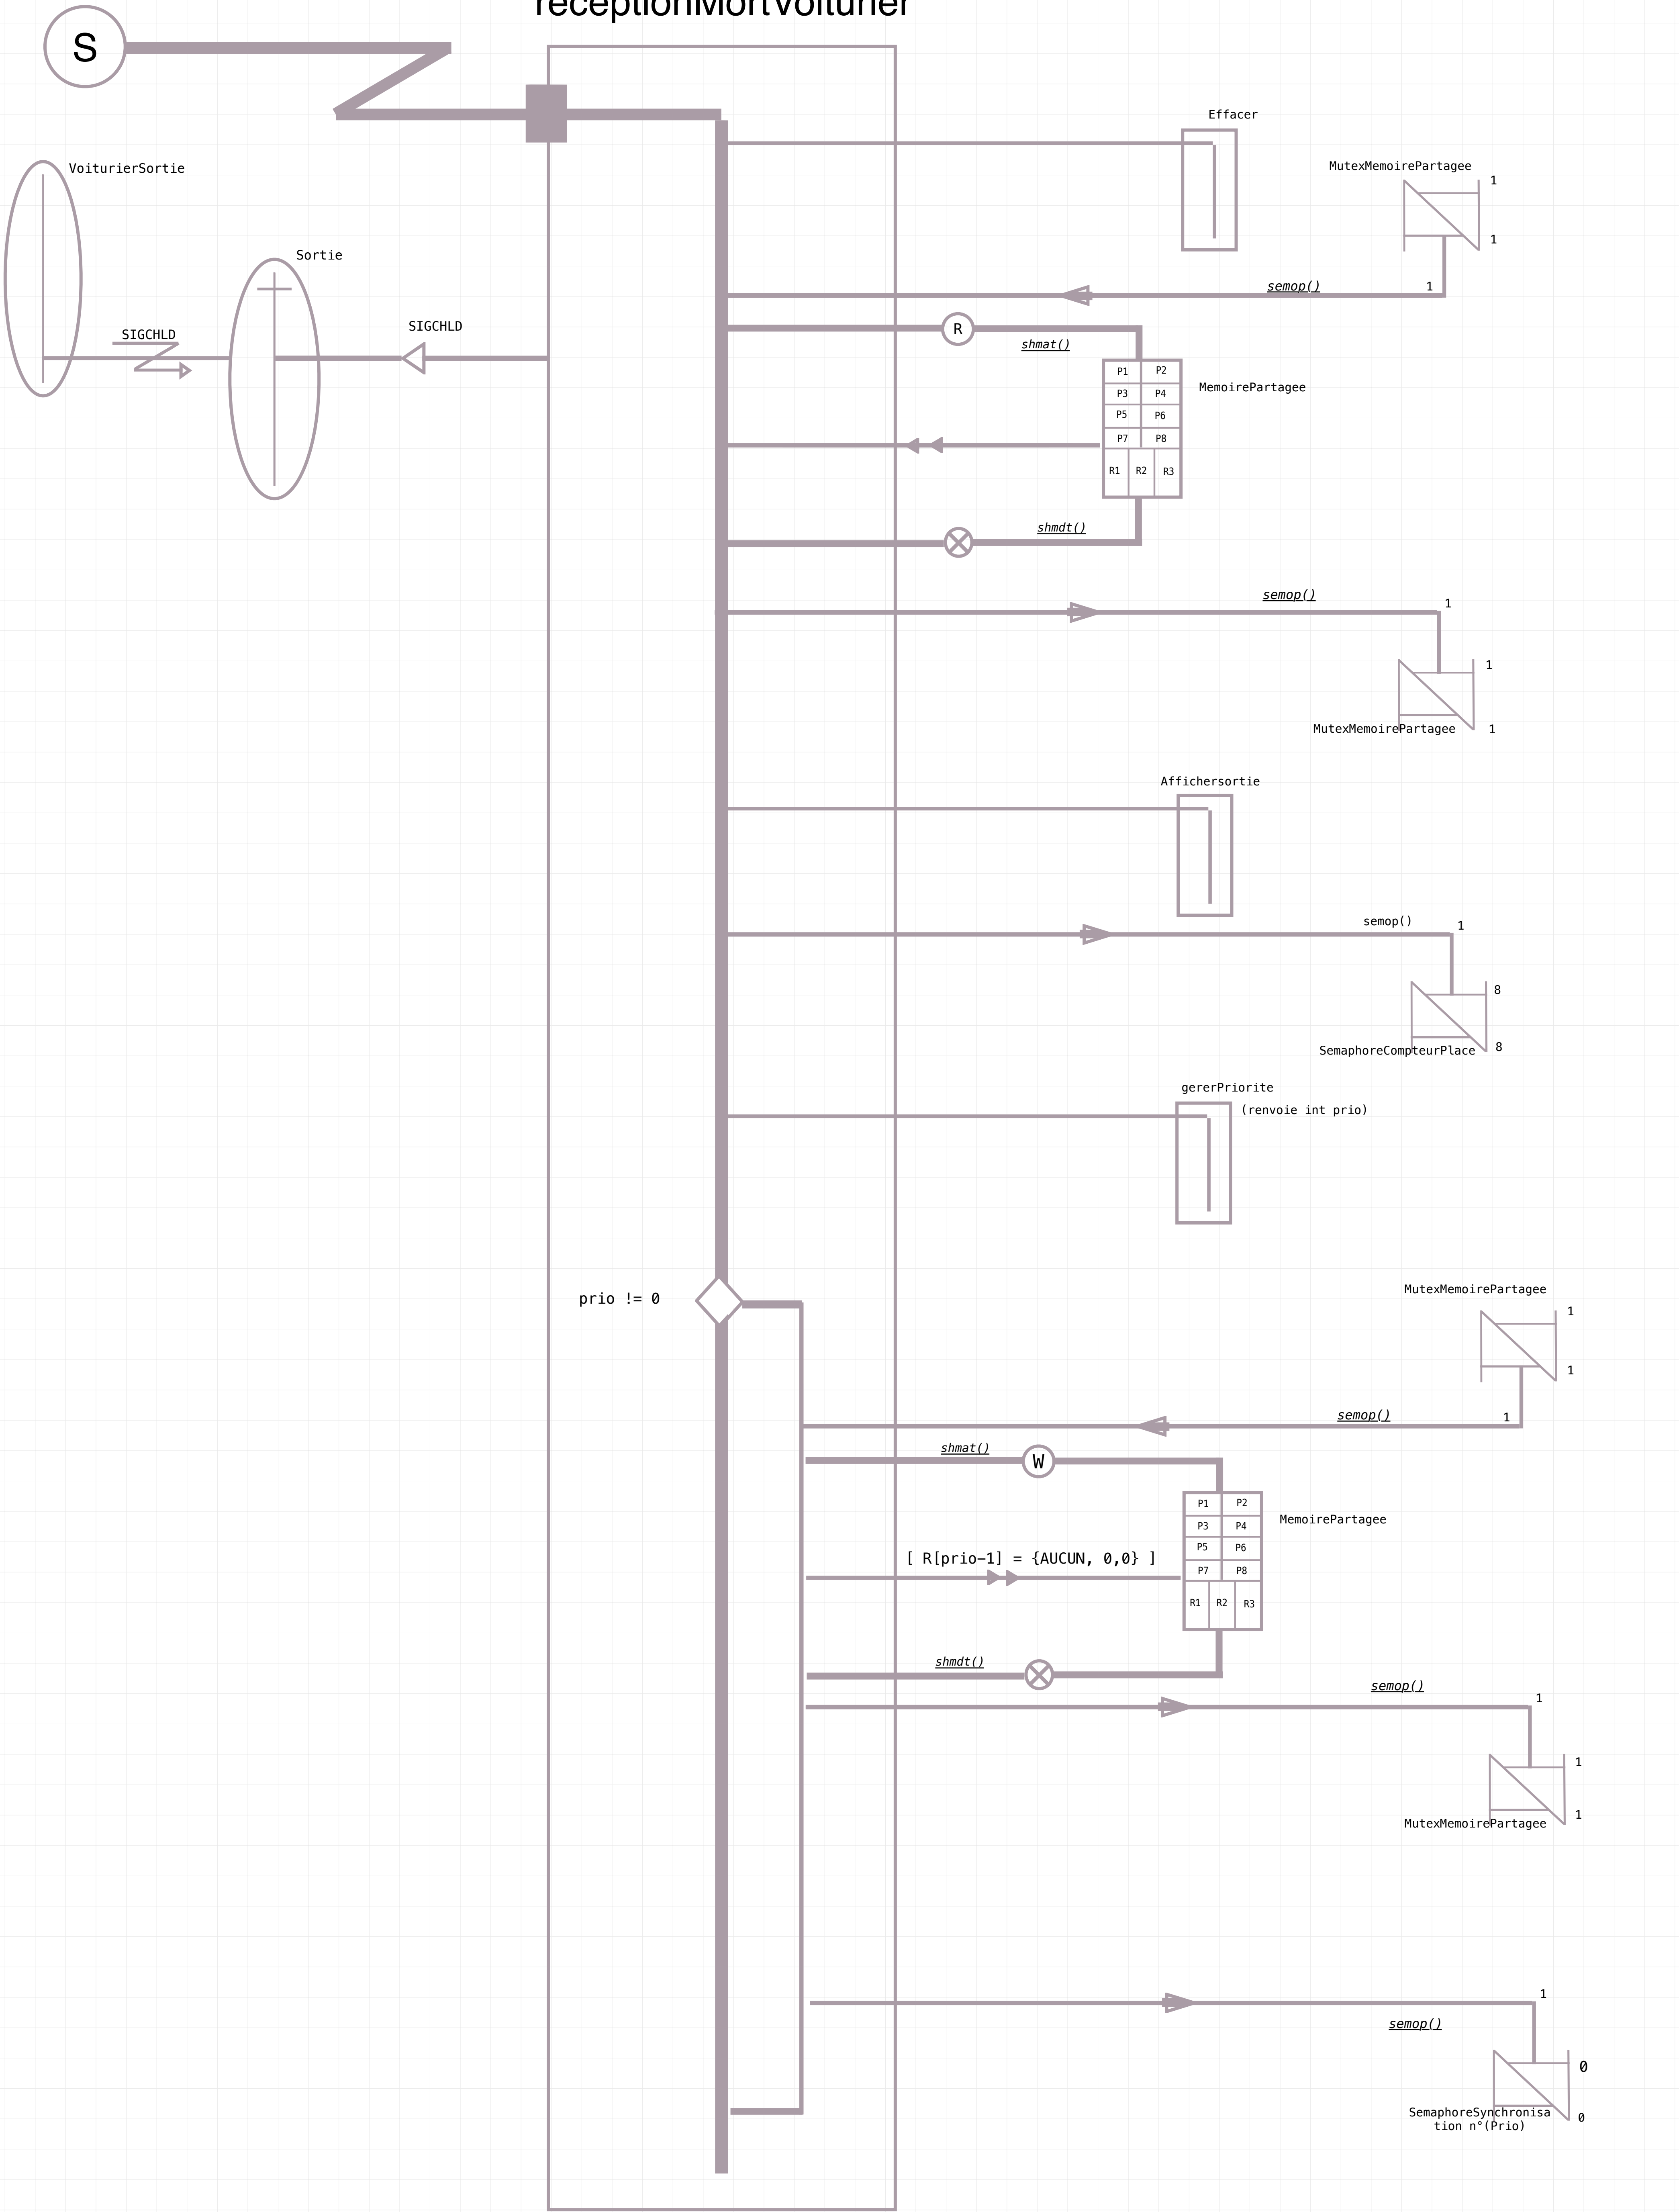 receptionMortVoiturier
S
Effacer
VoiturierSortie
MutexMemoirePartagee
1
1
Sortie
semop()
1
SIGCHLD
SIGCHLD
R
shmat()
P1
P2
MemoirePartagee
P3
P4
P5
P6
P7
P8
R1
R2
R3
shmdt()
semop()
1
1
MutexMemoirePartagee
1
Affichersortie
semop()
1
8
SemaphoreCompteurPlace
8
gererPriorite
(renvoie int prio)
prio != 0
MutexMemoirePartagee
1
1
semop()
1
shmat()
W
P1
P2
MemoirePartagee
P3
P4
P5
P6
[ R[prio-1] = {AUCUN, 0,0} ]
P7
P8
R1
R2
R3
shmdt()
semop()
1
1
1
MutexMemoirePartagee
1
semop()
0
SemaphoreSynchronisa
tion n°(Prio)
0